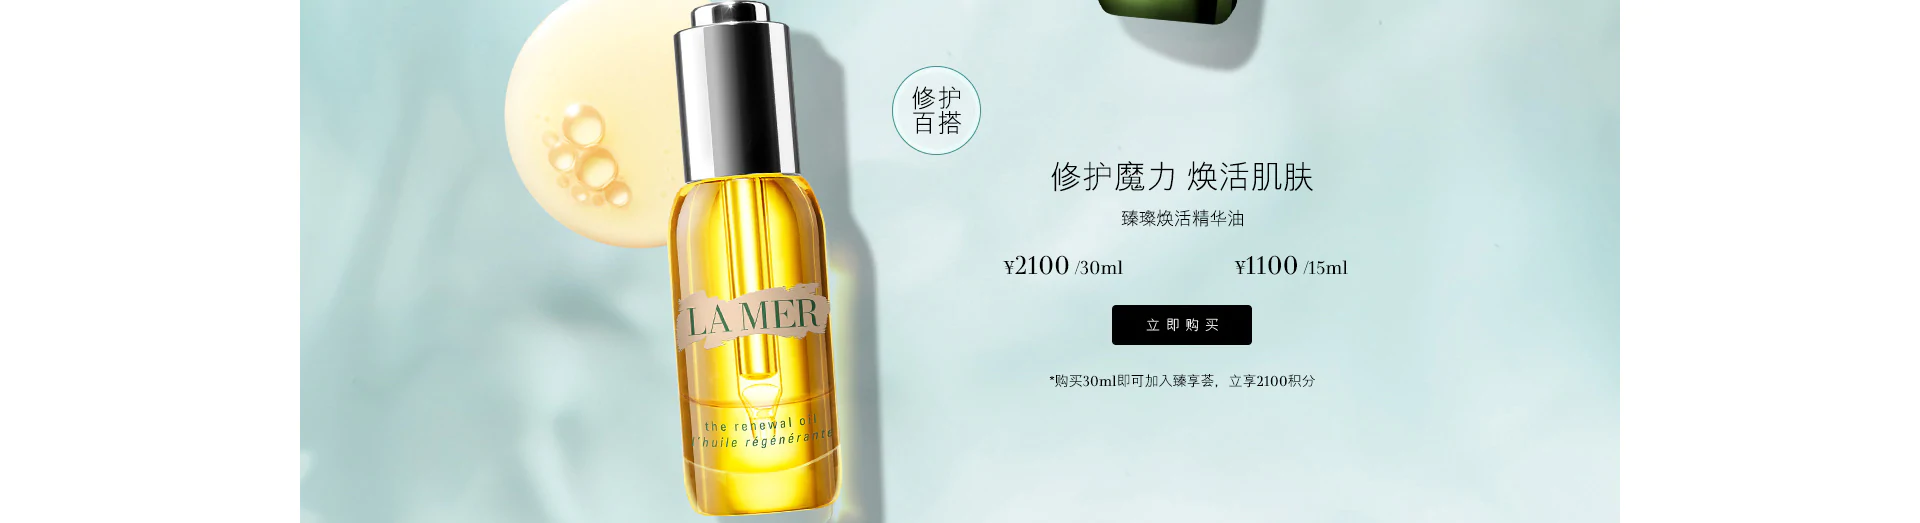 修护
百搭
修护魔力 焕活肌肤
臻璨焕活精华油
¥2100 /30ml
¥1100 /15ml
立即购买
*购买30ml即可加入臻享荟，立享2100积分
LA MER
the renewal oil
l'huile régénérante